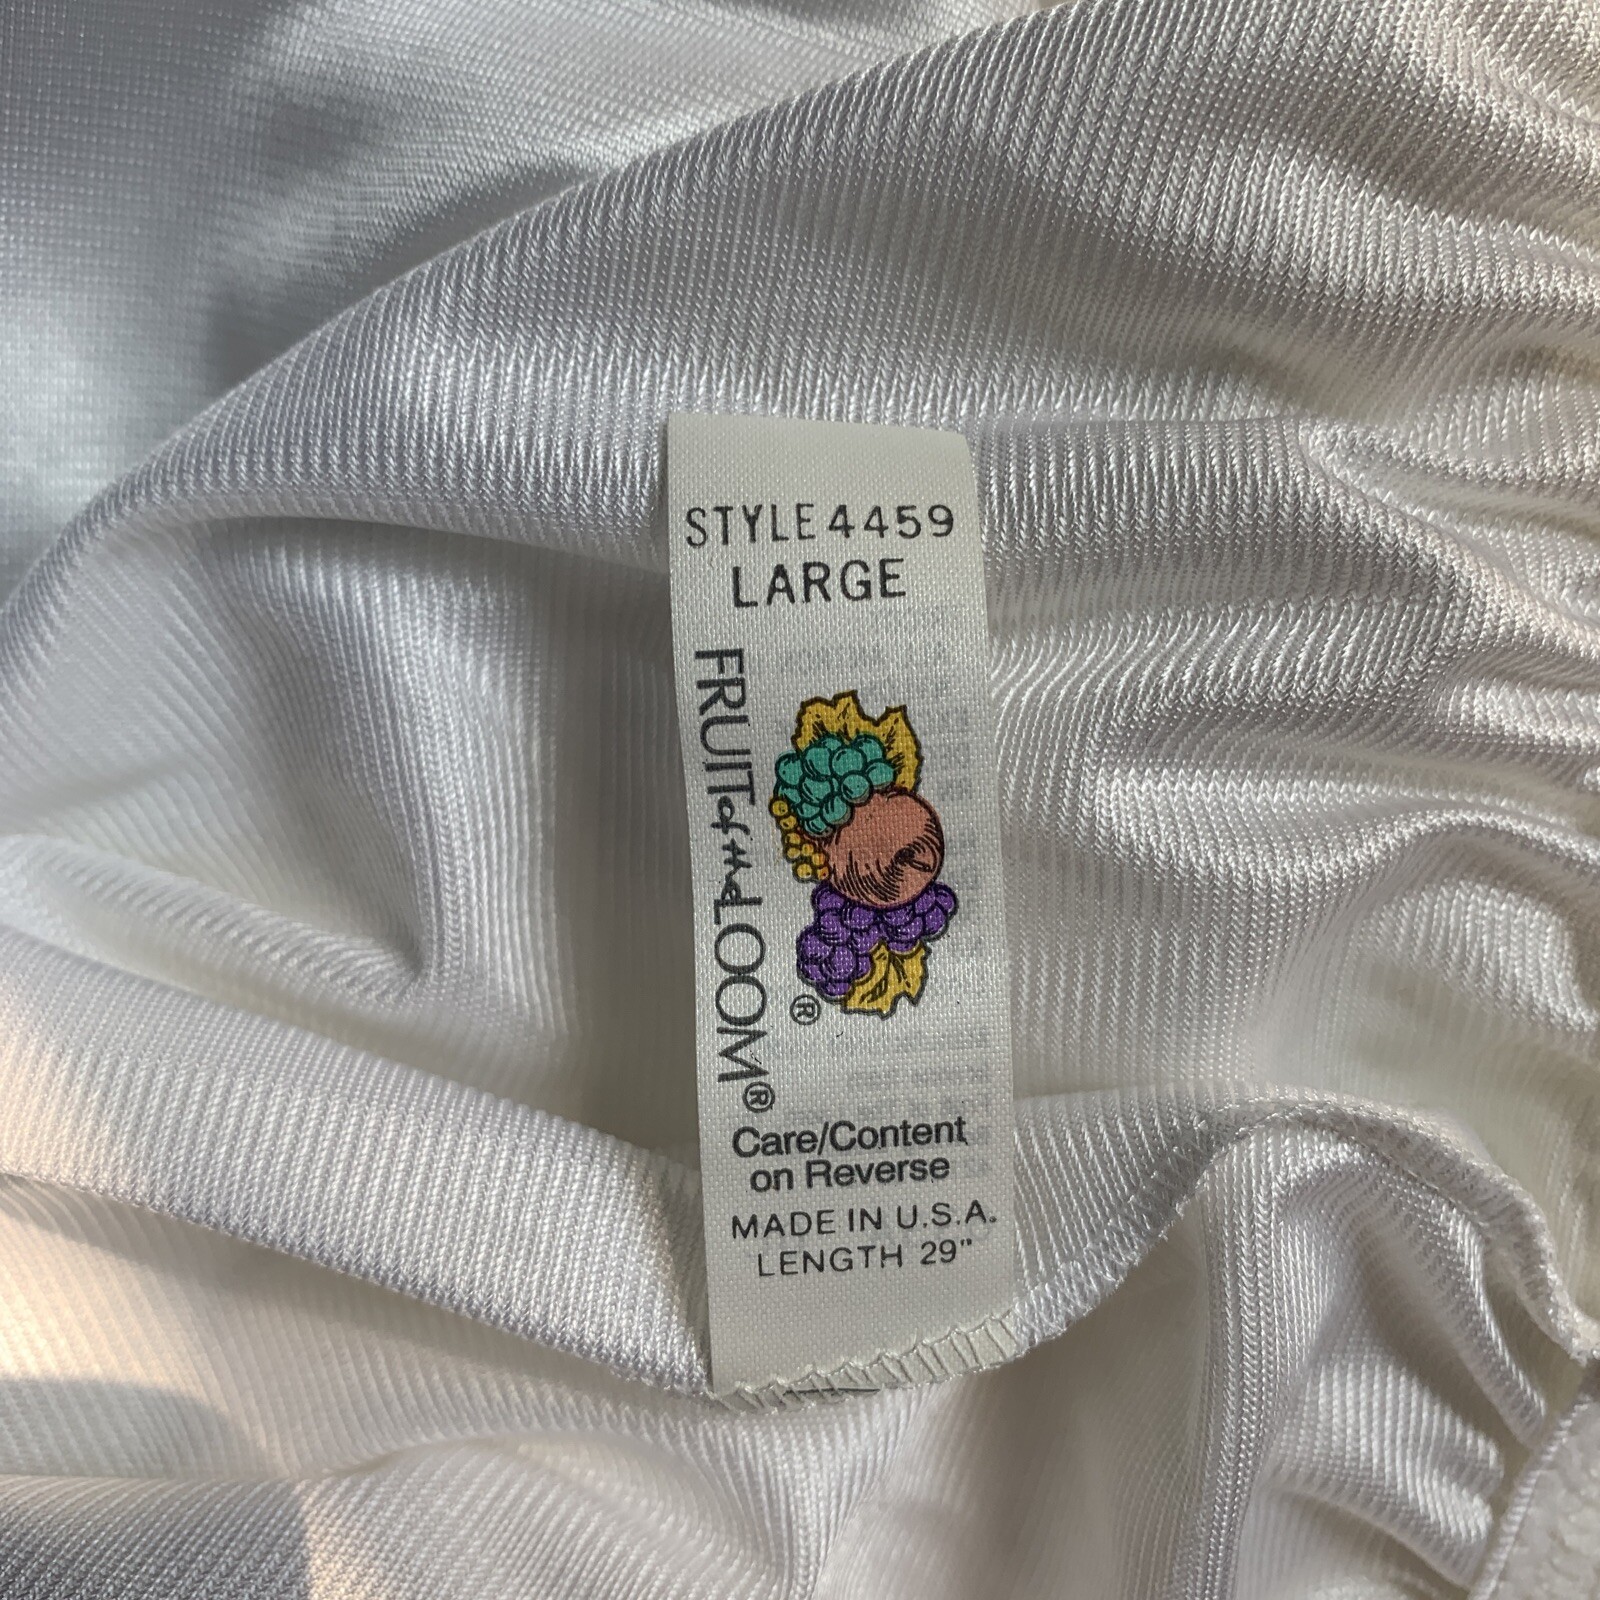 STYLE 4459
LARGE
FRUIT of the LOOM®
®
Care/Content
on Reverse
MADE IN U.S.A.
LENGTH 29"